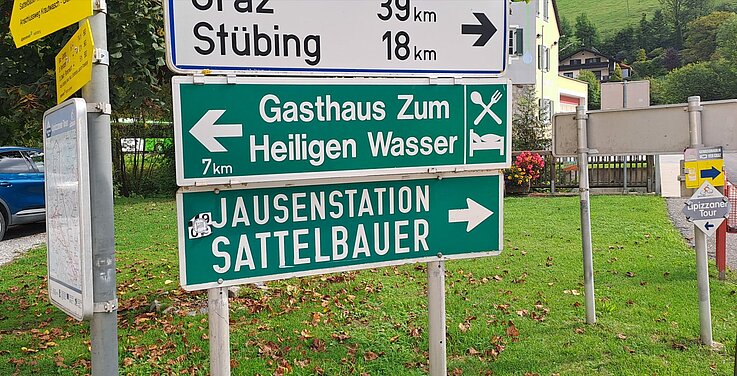 Graz 39 km
Stübing 18 km
Gasthaus Zum
Heiligen Wasser
7 km
JAUSENSTATION
SATTELBAUER
Lipizzaner
Tour